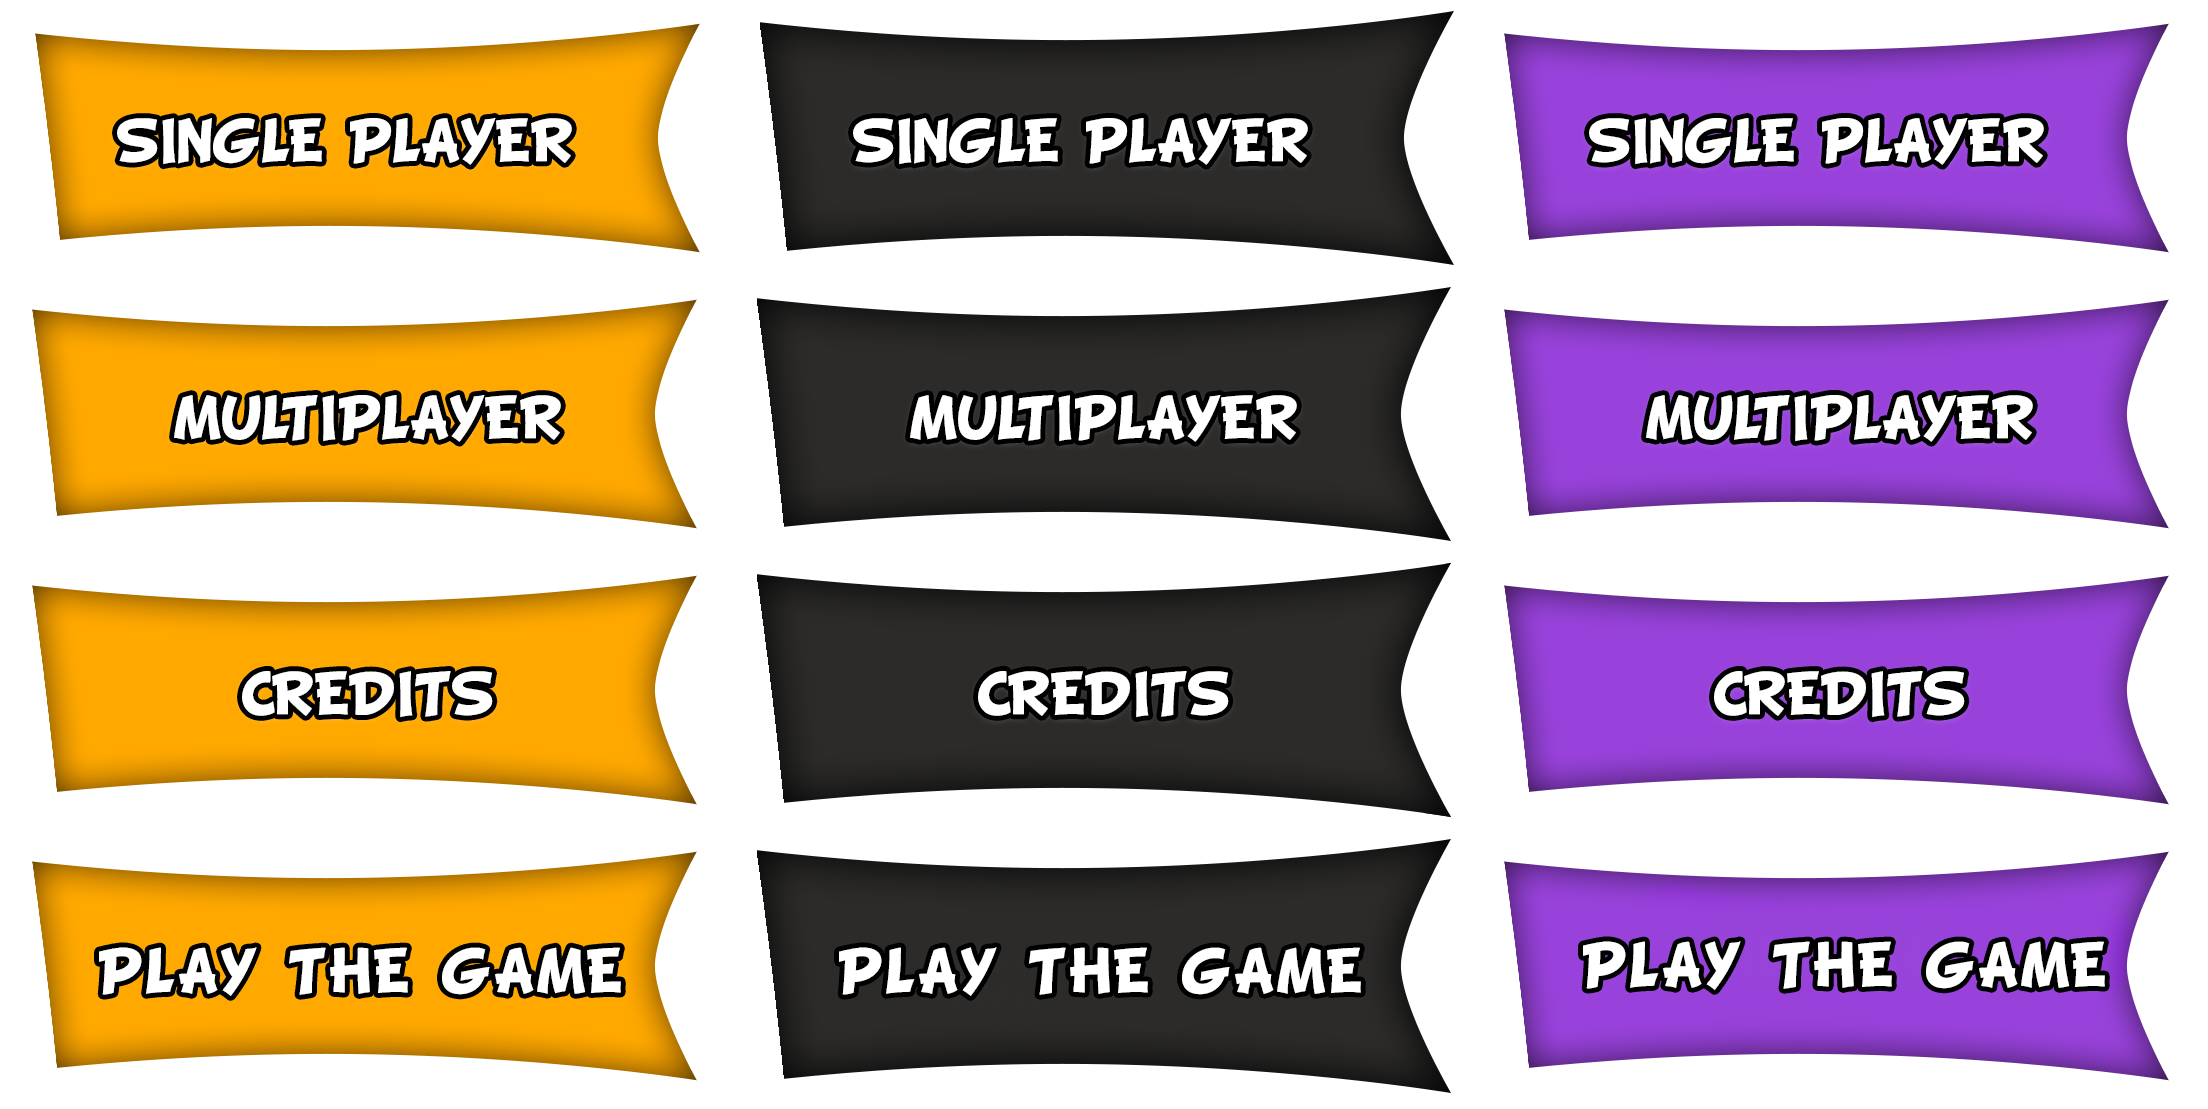 SINGLE PLAYER SINGLE PLAYER SINGLE PLAYER
MULTIPLAYER MULTIPLAYER MULTIPLAYER
CREDITS CREDITS CREDITS
PLAY THE GAME PLAY THE GAME PLAY THE GAME